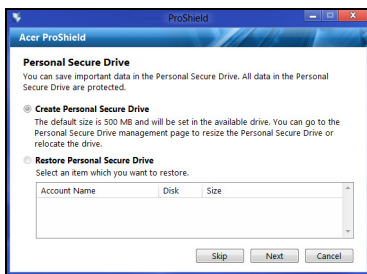 ProShield
Acer ProShield
Personal Secure Drive
You can save important data in the Personal Secure Drive. All data in the Personal
Secure Drive are protected.
Create Personal Secure Drive
The default size is 500 MB and will be set in the available drive. You can go to the
Personal Secure Drive management page to resize the Personal Secure Drive or
relocate the drive.
Restore Personal Secure Drive
Select an item which you want to restore.
Account Name Disk Size
Skip Next Cancel